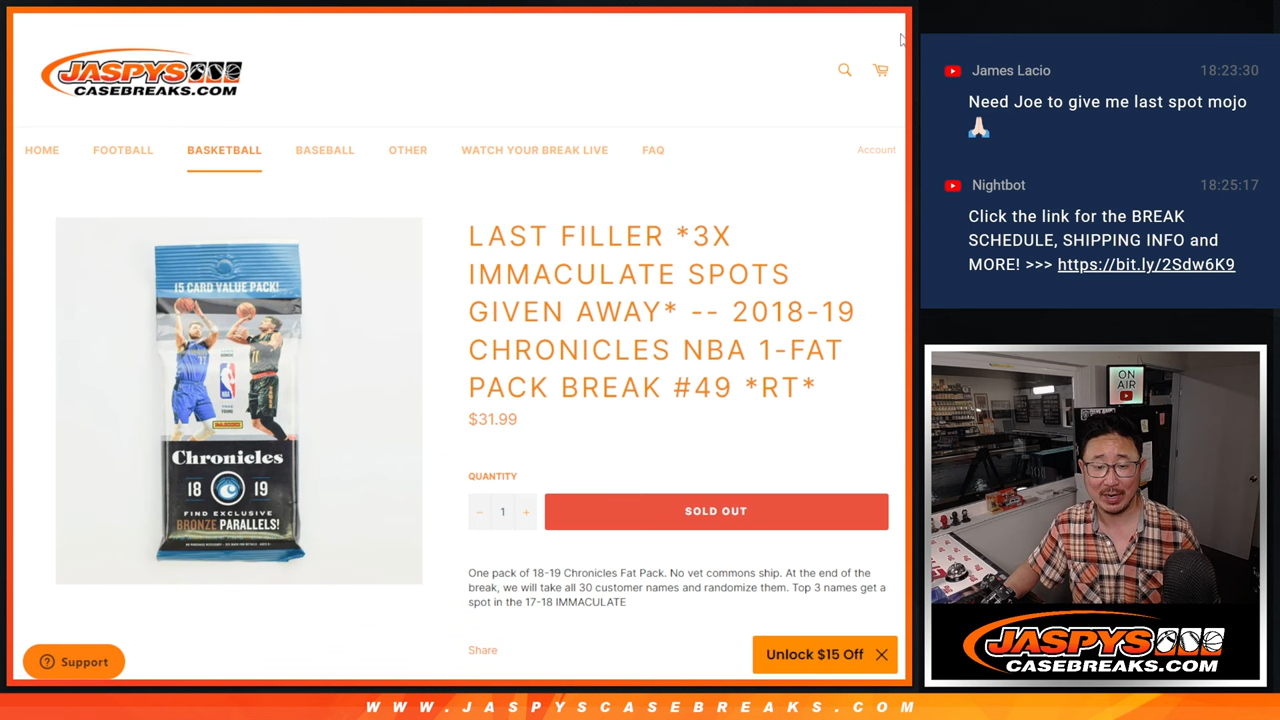 JASPYS
CASEBREAKS.COM
HOME
FOOTBALL
BASKETBALL
BASEBALL
OTHER
WATCH YOUR BREAK LIVE
FAQ
Account
15 CARD VALUE PACK!
NBA
PANINI
Chronicles
18 19
FIND EXCLUSIVE
BRONZE PARALLELS!
LAST FILLER *3X
IMMACULATE SPOTS
GIVEN AWAY* -- 2018-19
CHRONICLES NBA 1-FAT
PACK BREAK #49 *RT*
$31.99
QUANTITY
− 1 +
SOLD OUT
One pack of 18-19 Chronicles Fat Pack. No vet commons ship. At the end of the
break, we will take all 30 customer names and randomize them. Top 3 names get a
spot in the 17-18 IMMACULATE
Share
Support
Unlock $15 Off
James Lacio 18:23:30
Need Joe to give me last spot mojo
🙏🏻
Nightbot 18:25:17
Click the link for the BREAK
SCHEDULE, SHIPPING INFO and
MORE! >>> https://bit.ly/2Sdw6K9
ON
AIR
JASPYS
CASEBREAKS.COM
WWW.JASPYSCASEBREAKS.COM